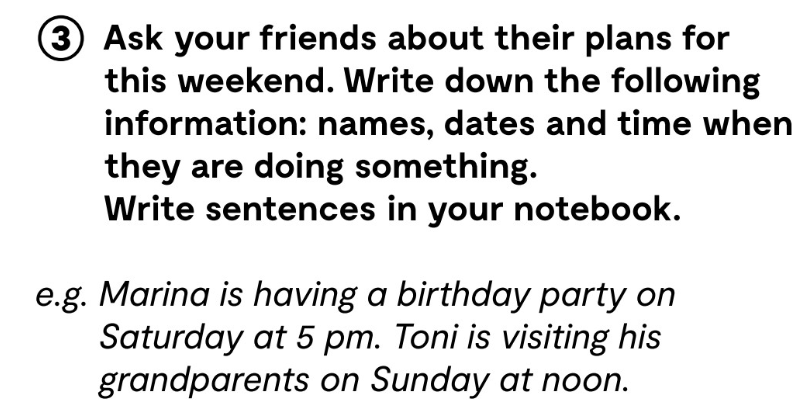 3 Ask your friends about their plans for
this weekend. Write down the following
information: names, dates and time when
they are doing something.
Write sentences in your notebook.
e.g. Marina is having a birthday party on
Saturday at 5 pm. Toni is visiting his
grandparents on Sunday at noon.